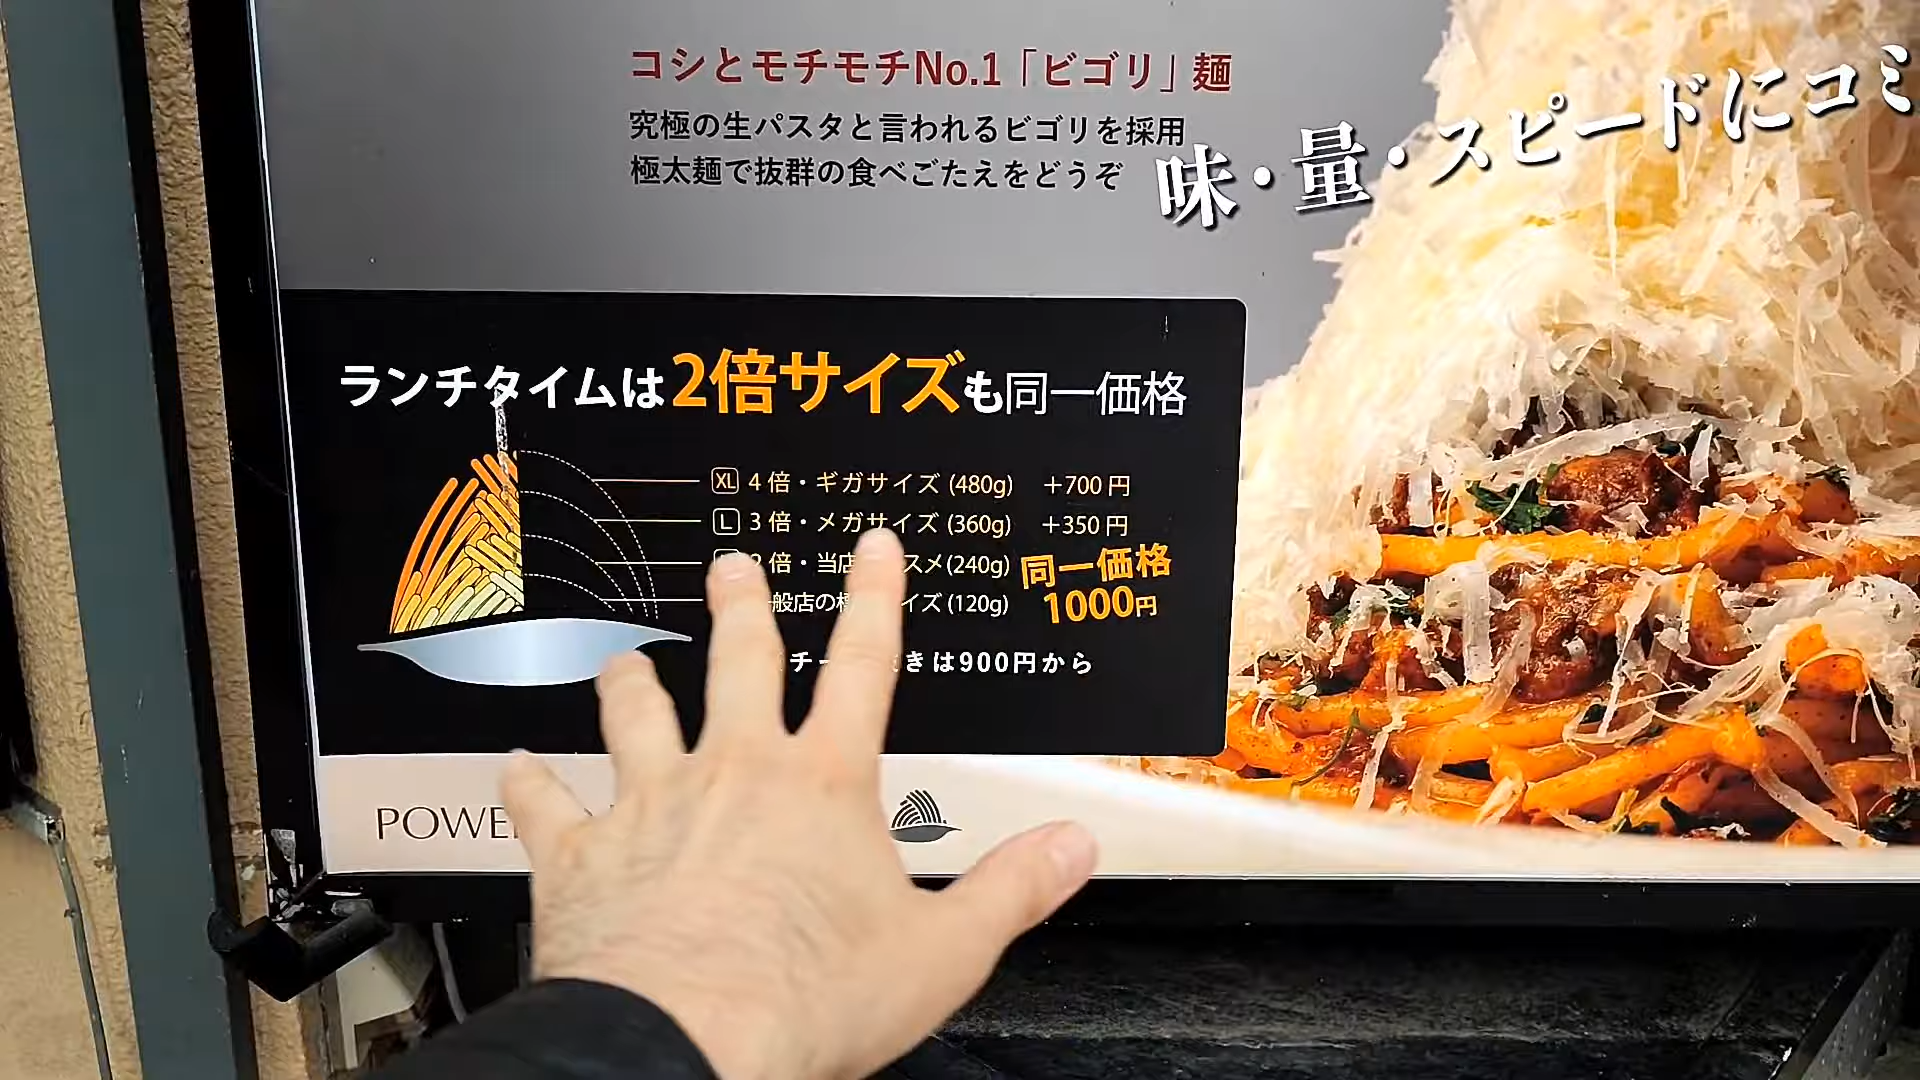 コシとモチモチNo.1「ビゴリ」麺
究極の生パスタと言われるビゴリを採用
極太麺で抜群の食べごたえをどうぞ
味・量・スピードにコミ
ランチタイムは2倍サイズも同一価格
XL 4倍・ギガサイズ (480g) +700円
L 3倍・メガサイズ (360g) +350円
2倍・当店 スメ(240g) 同一価格
般店の イズ (120g) 1000円
チー きは900円から
POWE